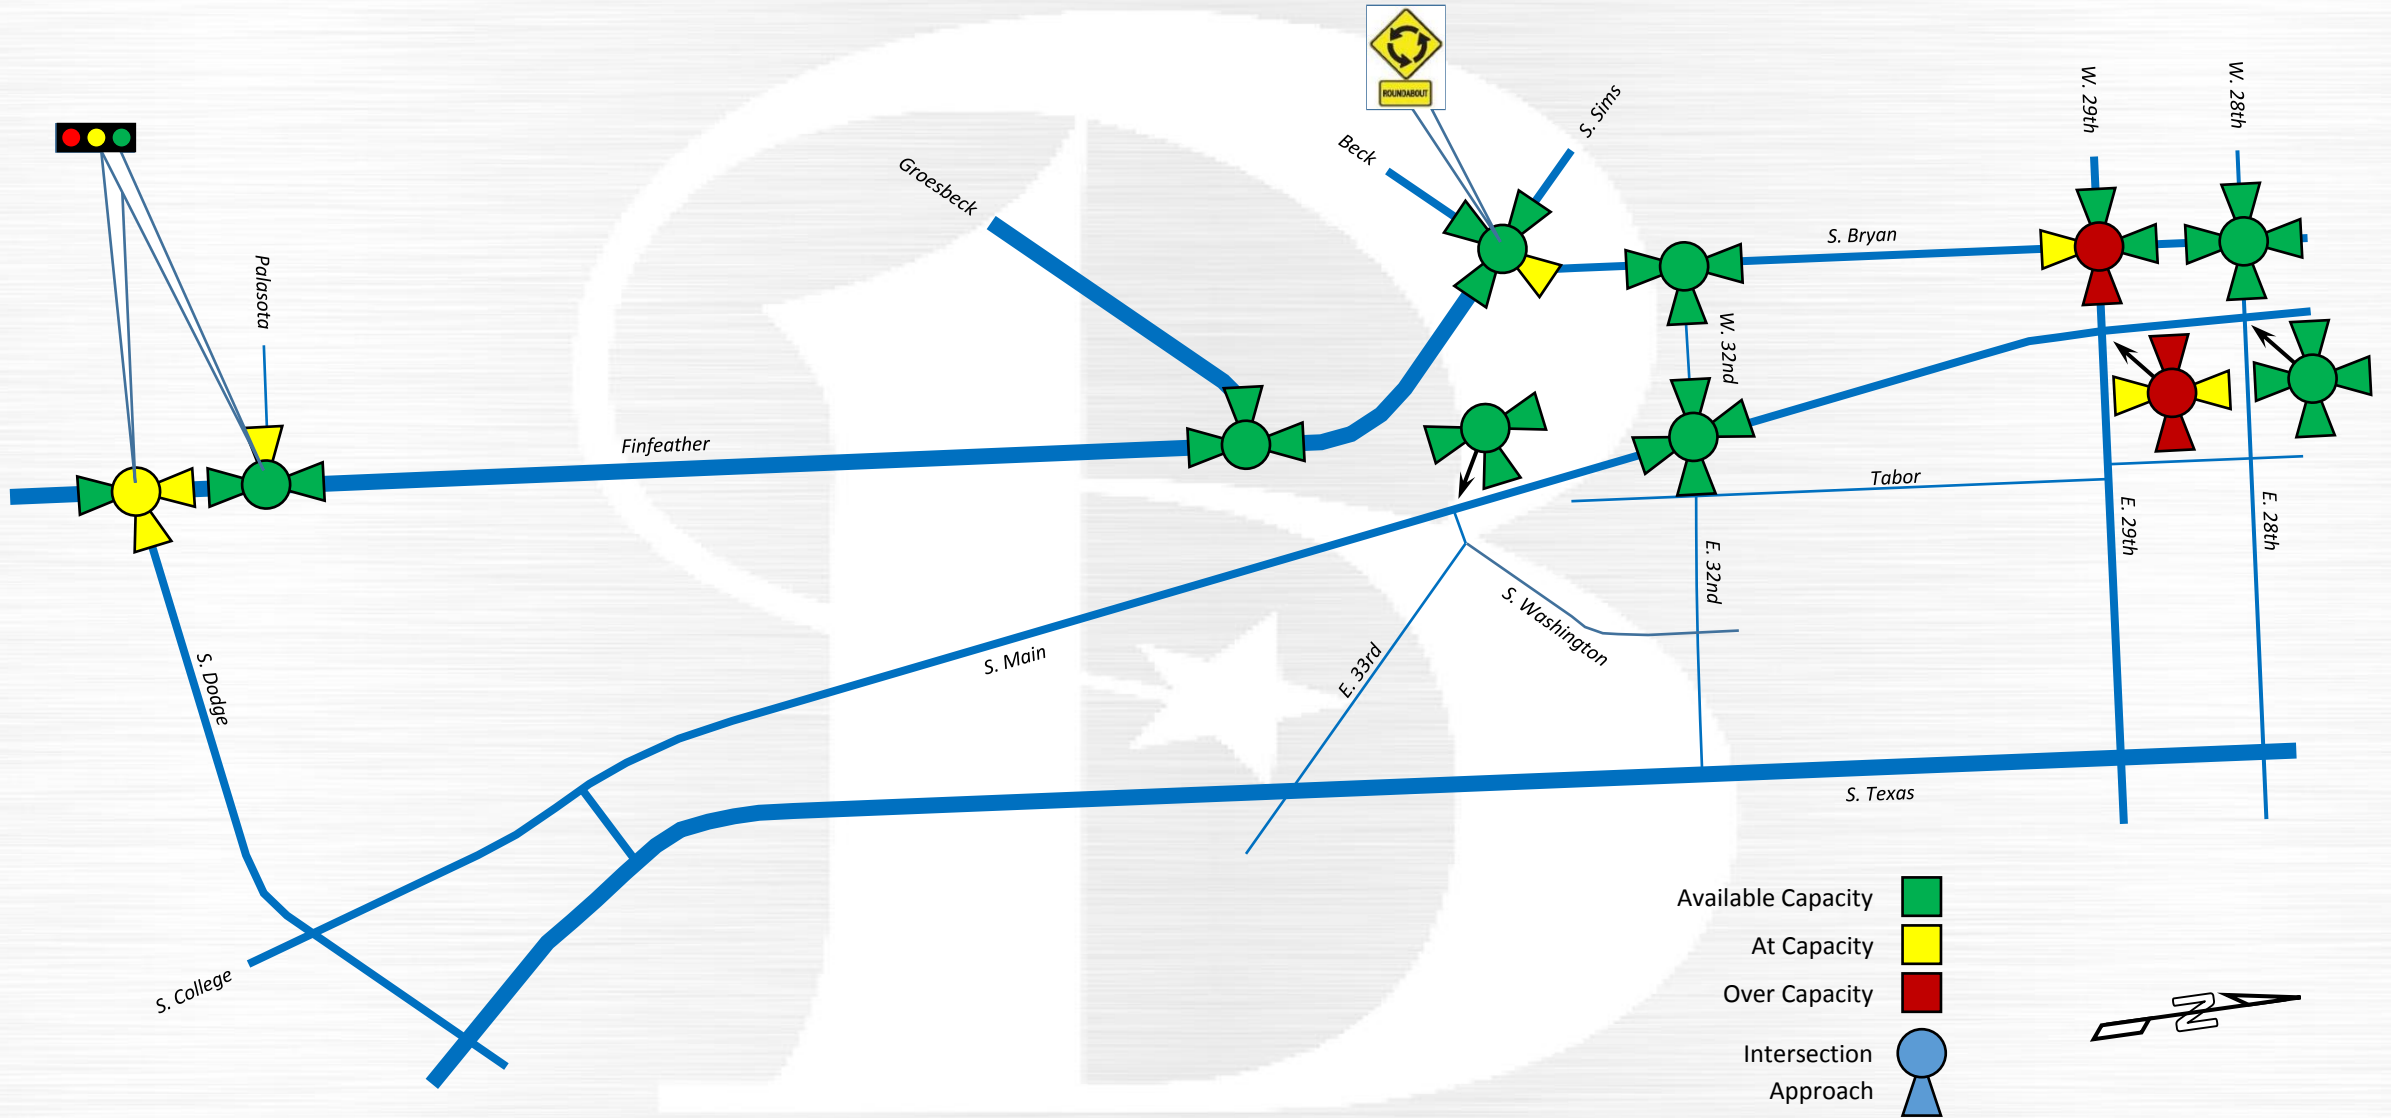 ROUNDABOUT
W. 28th
W. 29th
S. Sims
Beck
Groesbeck
S. Bryan
Palasota
W. 32nd
Finfeather
Tabor
E. 29th
E. 28th
E. 32nd
S. Washington
E. 33rd
S. Main
S. Dodge
S. Texas
S. College
Available Capacity
At Capacity
Over Capacity
Intersection
Approach
N